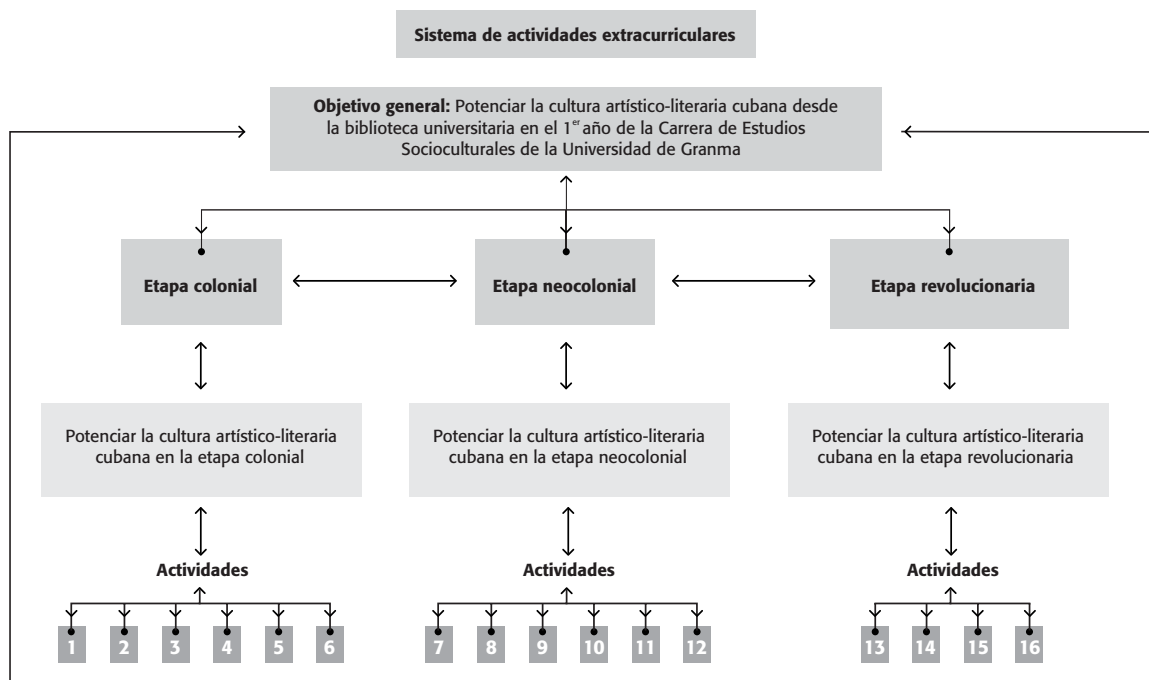 Sistema de actividades extracurriculares
Objetivo general: Potenciar la cultura artístico-literaria cubana desde
la biblioteca universitaria en el 1er año de la Carrera de Estudios
Socioculturales de la Universidad de Granma
Etapa colonial
Etapa neocolonial
Etapa revolucionaria
Potenciar la cultura artístico-literaria
cubana en la etapa colonial
Potenciar la cultura artístico-literaria
cubana en la etapa neocolonial
Potenciar la cultura artístico-literaria
cubana en la etapa revolucionaria
Actividades
1 2 3 4 5 6
Actividades
7 8 9 10 11 12
Actividades
13 14 15 16